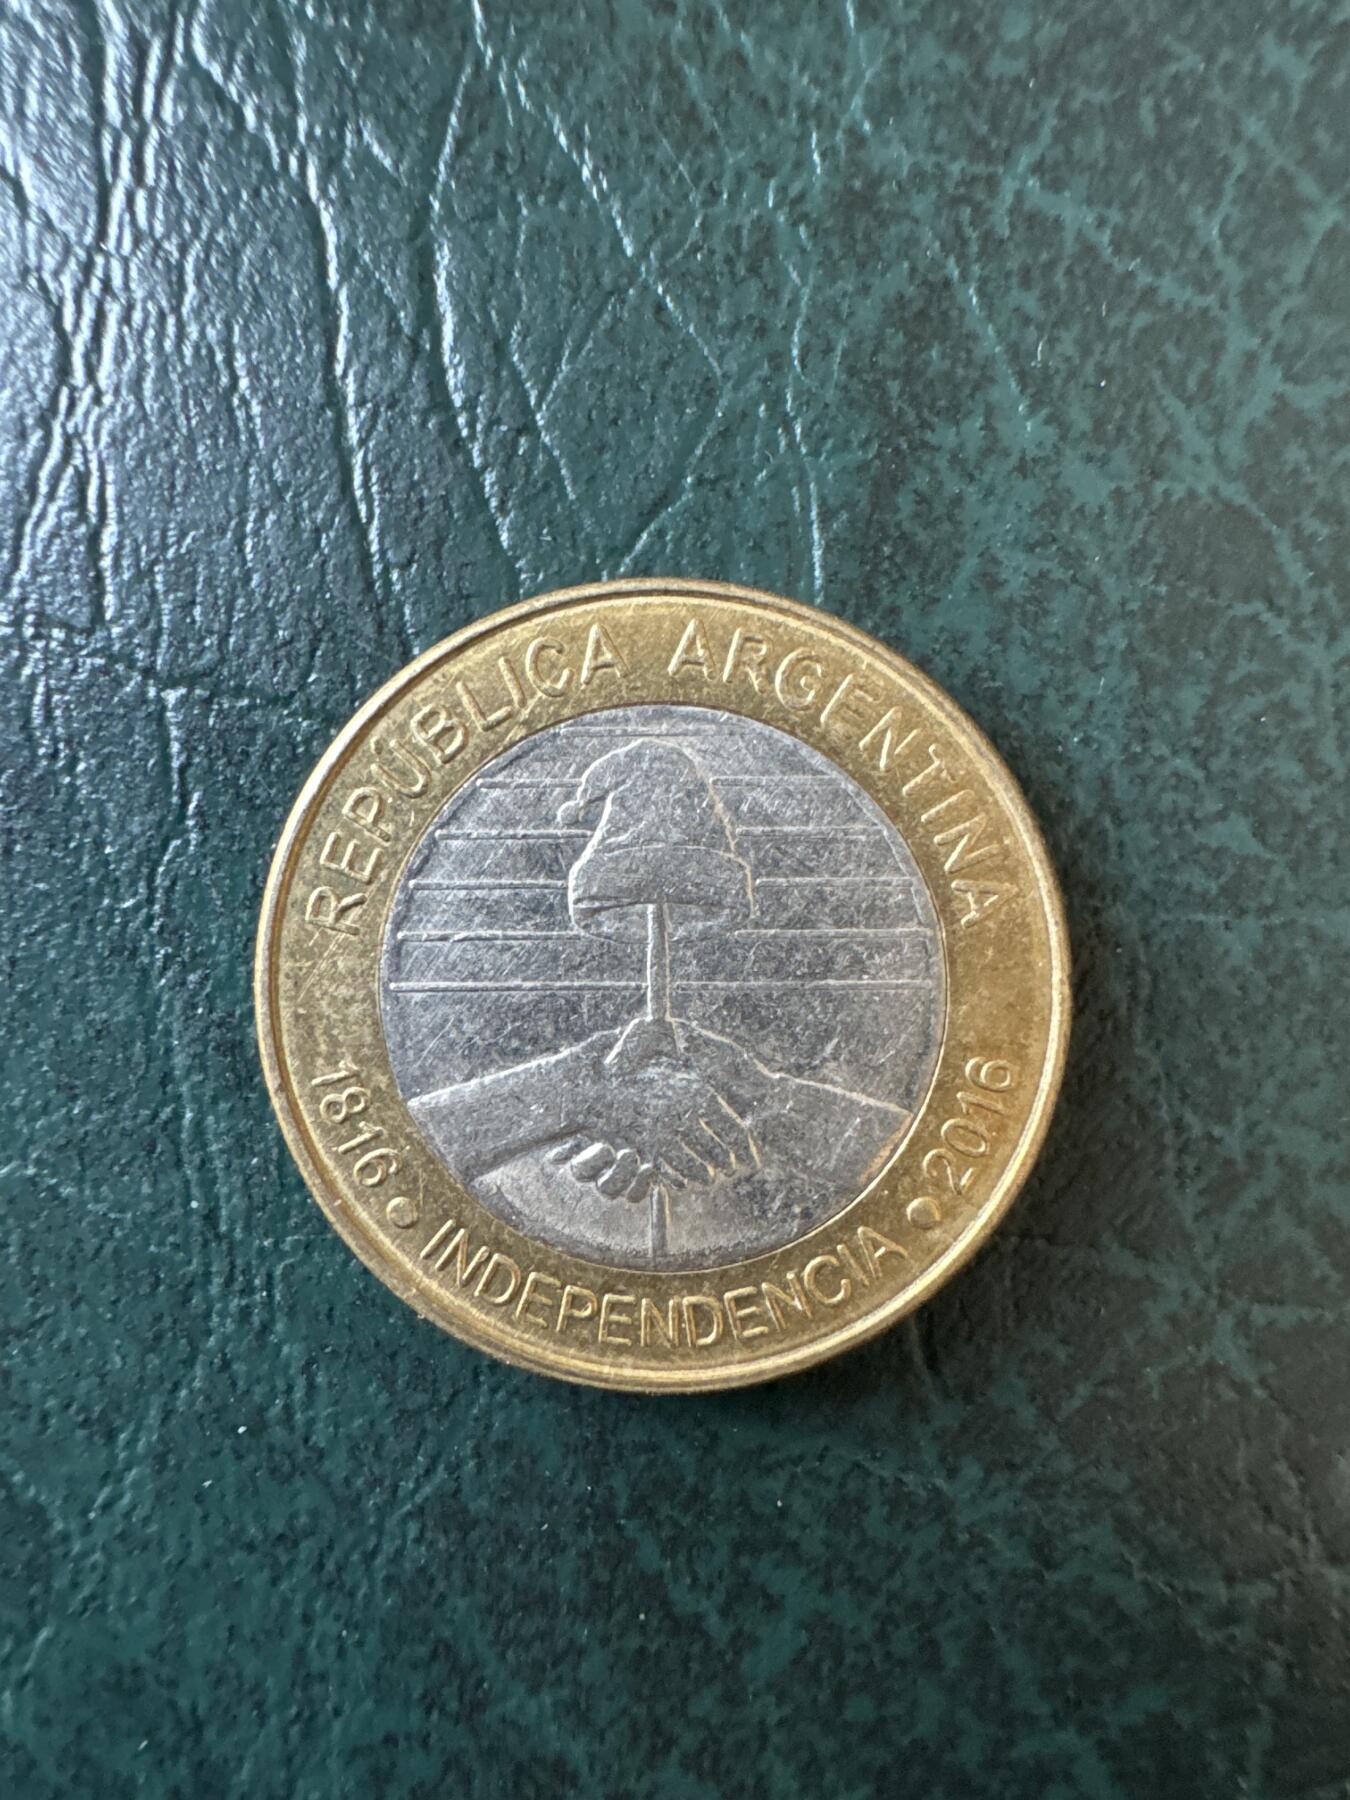 REPÚBLICA ARGENTINA
1816 • INDEPENDENCIA • 2016